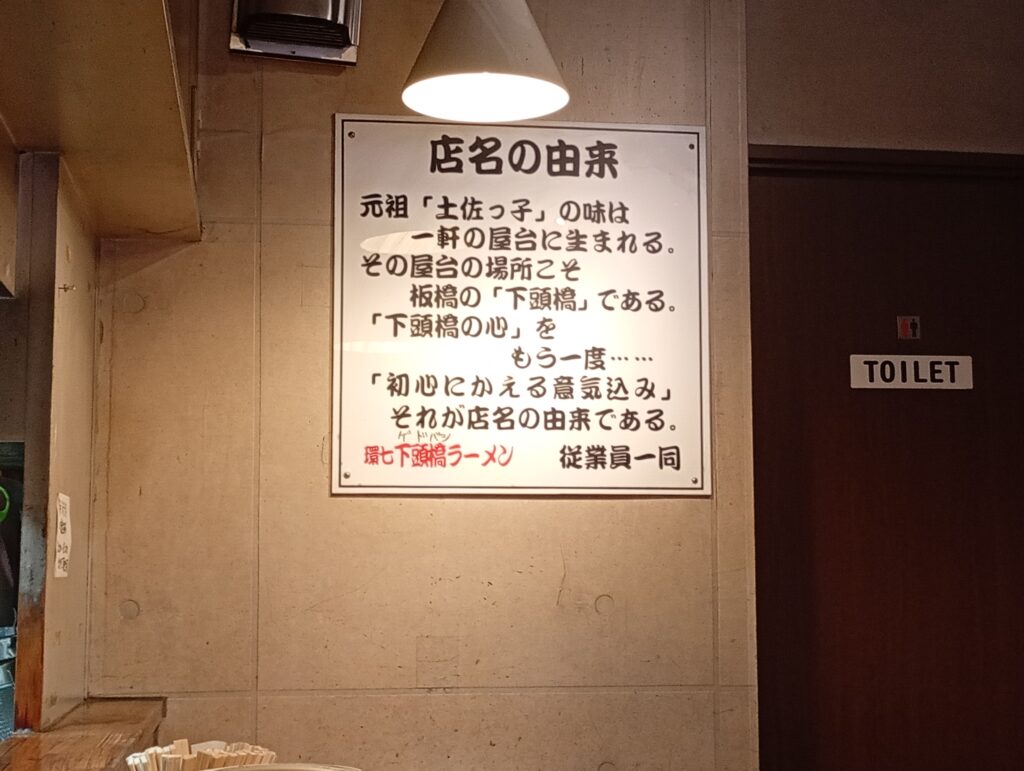 店名の由来
元祖「土佐っ子」の味は
一軒の屋台に生まれる。
その屋台の場所こそ
板橋の「下頭橋」である。
「下頭橋の心」を
もう一度……
「初心にかえる意気込み」
それが店名の由来である。
ゲドバシ
環七下頭橋ラーメン 従業員一同
TOILET